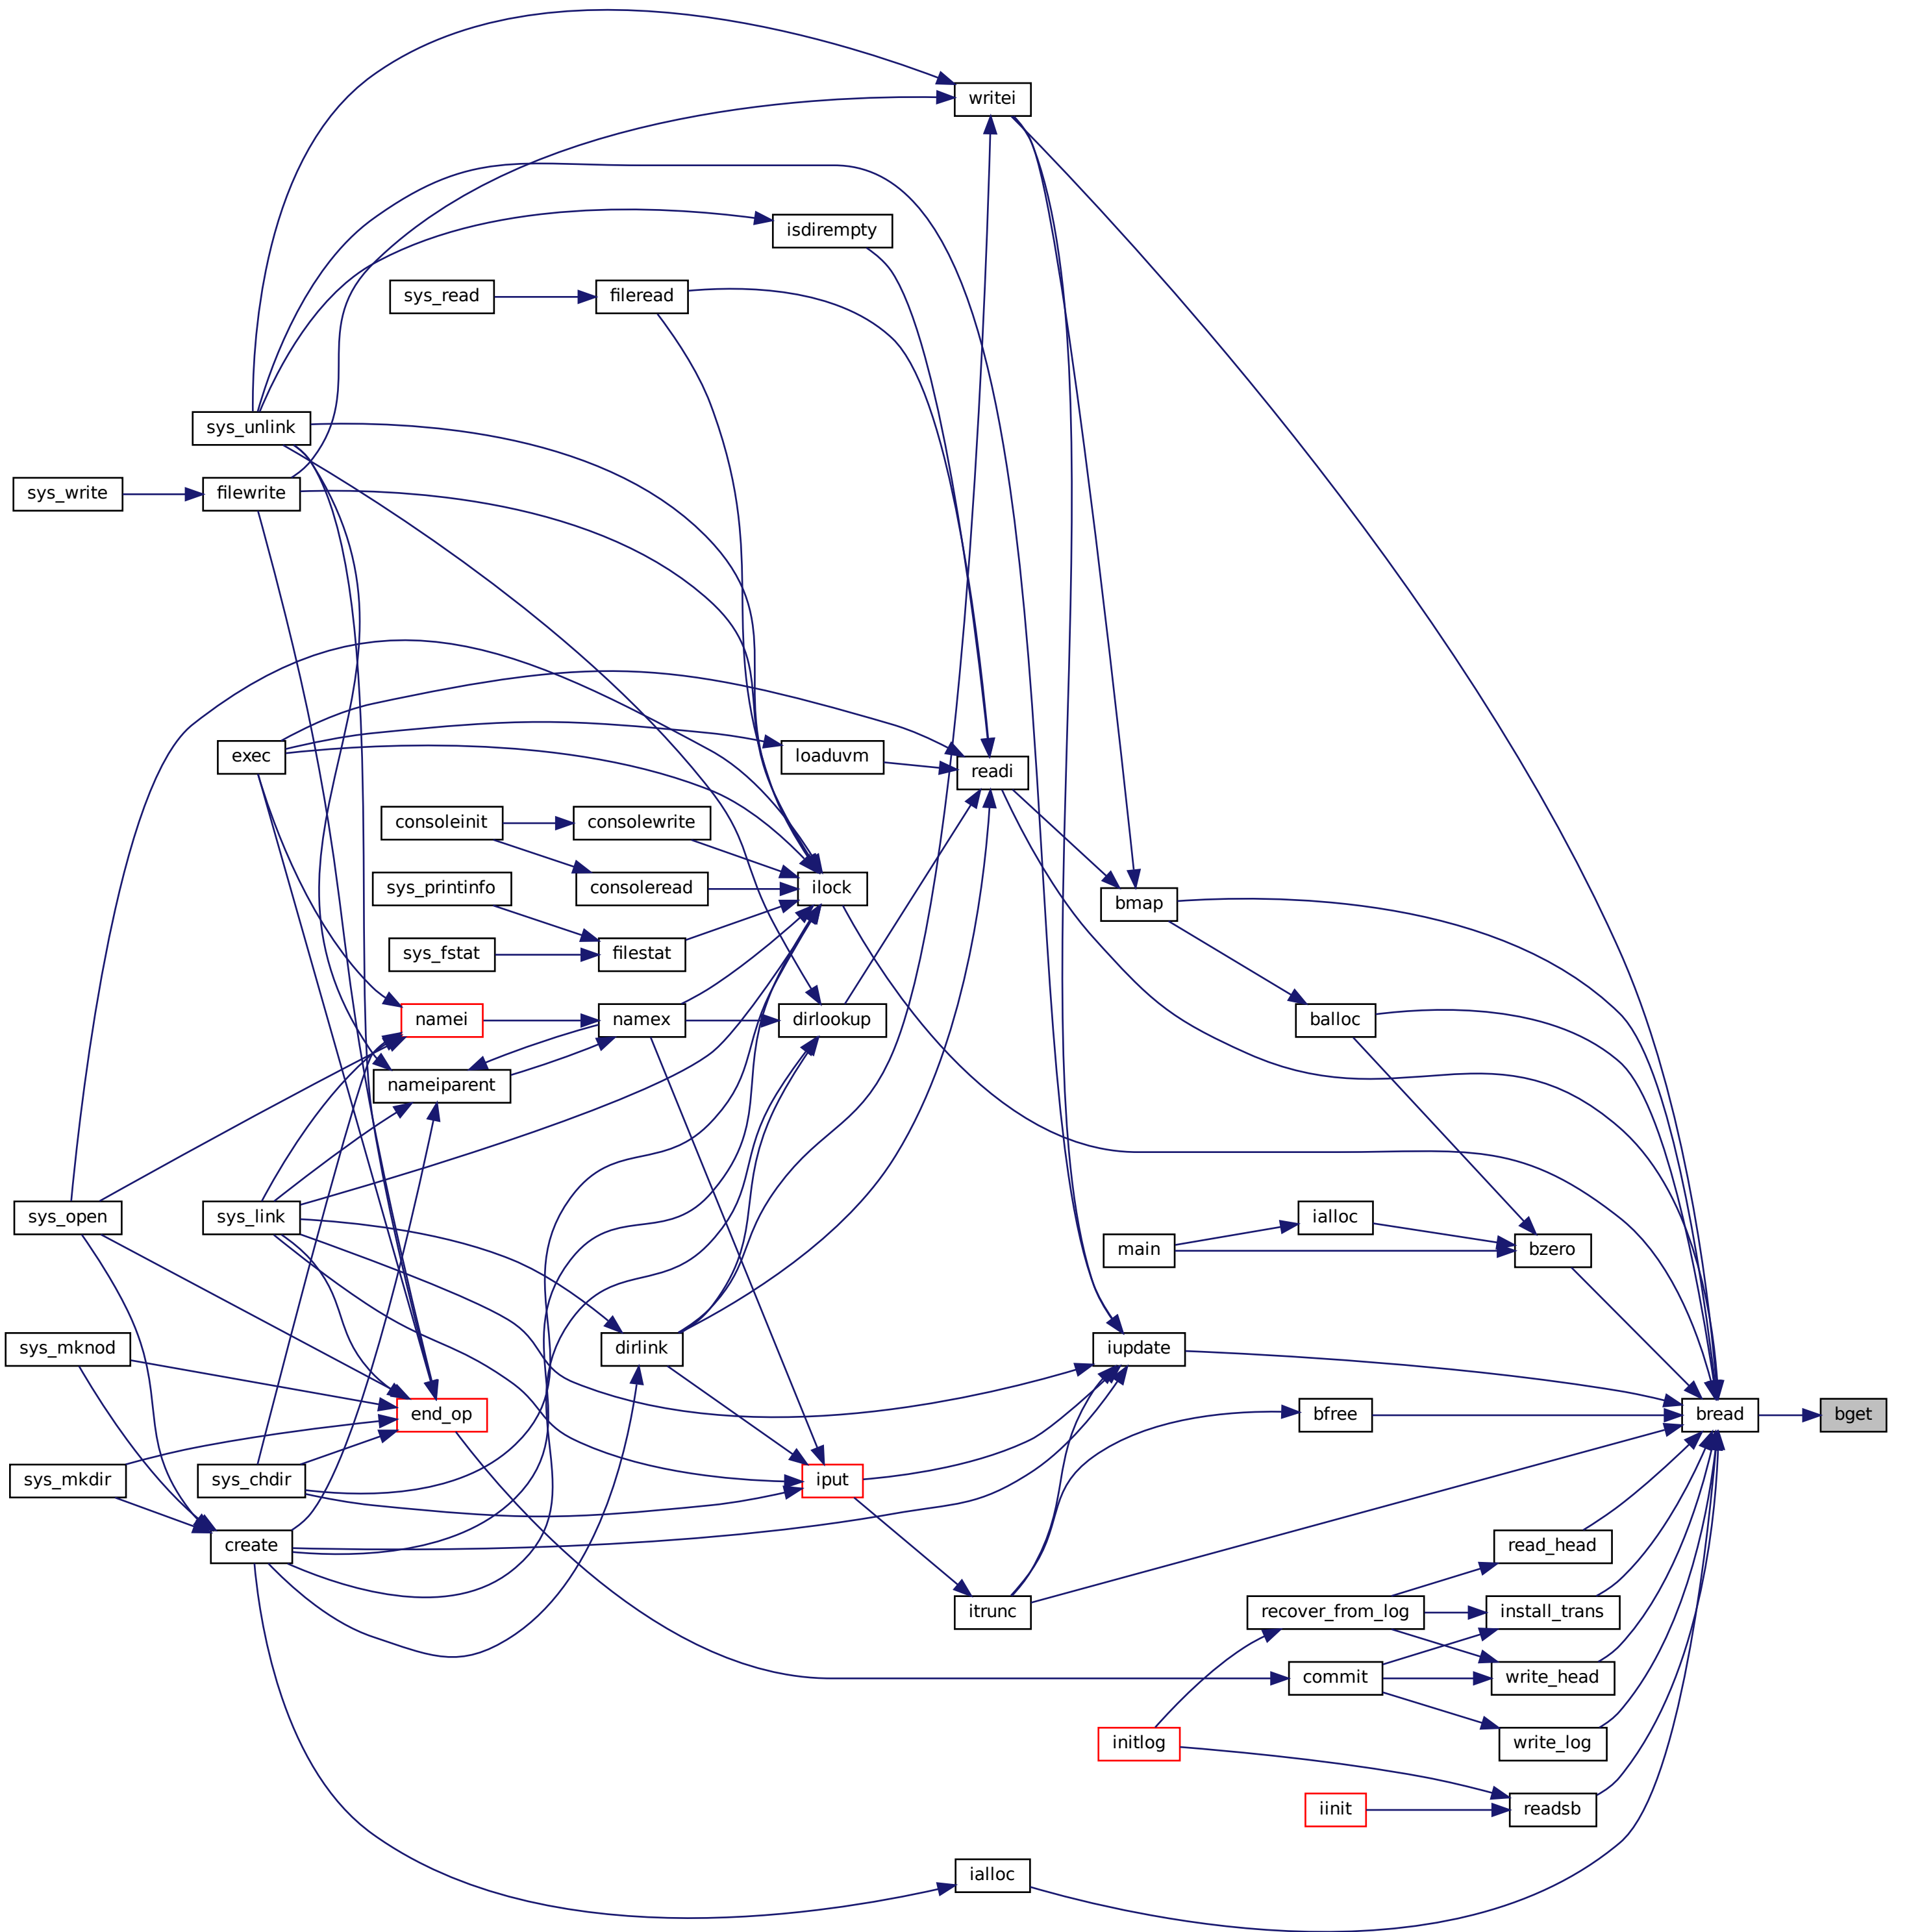 writei
isdirempty
sys_read
fileread
sys_unlink
sys_write
filewrite
exec
loaduvm
readi
consoleinit
consolewrite
sys_printinfo
consoleread
ilock
bmap
sys_fstat
filestat
namei
namex
dirlookup
balloc
nameiparent
sys_open
sys_link
ialloc
main
bzero
sys_mknod
dirlink
iupdate
end_op
bfree
bread
bget
sys_mkdir
sys_chdir
iput
create
read_head
itrunc
recover_from_log
install_trans
commit
write_head
initlog
write_log
iinit
readsb
ialloc